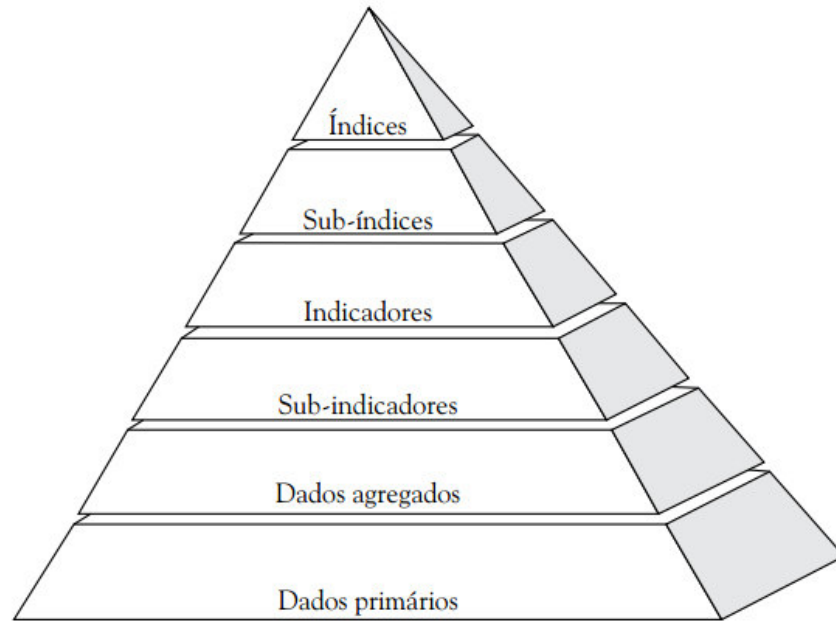 Índices
Sub-índices
Indicadores
Sub-indicadores
Dados agregados
Dados primários